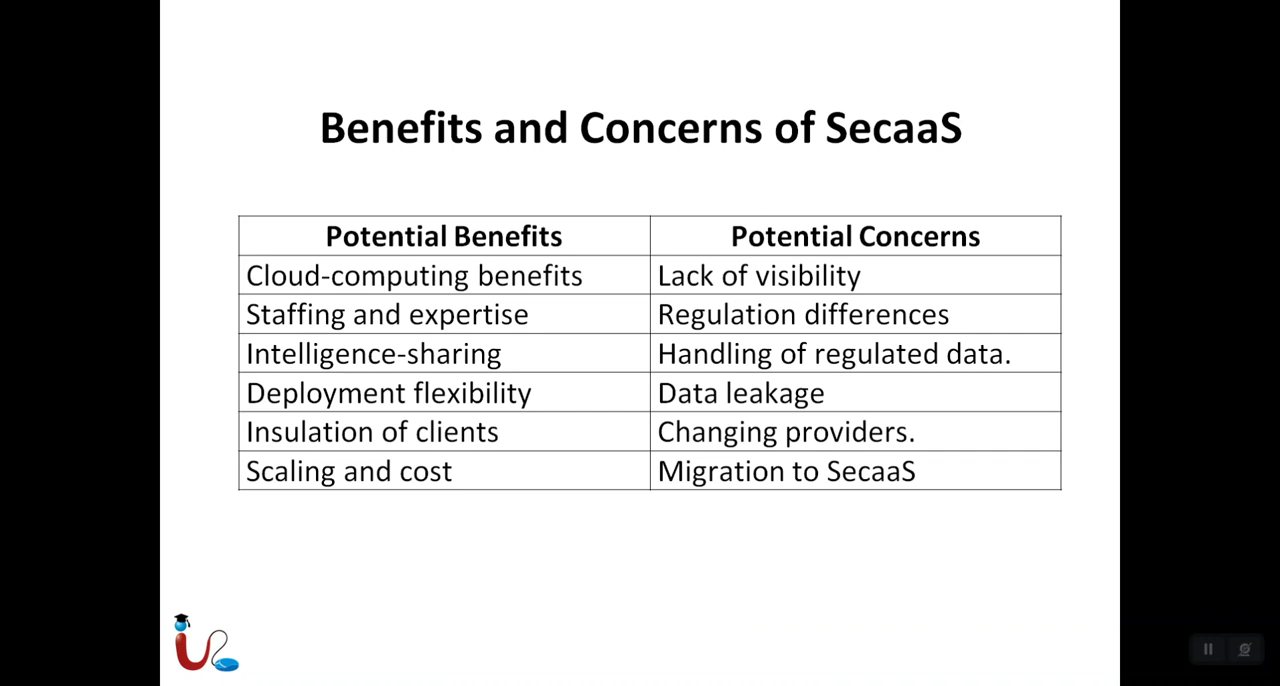 Benefits and Concerns of SecaaS
Potential Benefits Potential Concerns
Cloud-computing benefits Lack of visibility
Staffing and expertise Regulation differences
Intelligence-sharing Handling of regulated data.
Deployment flexibility Data leakage
Insulation of clients Changing providers.
Scaling and cost Migration to SecaaS